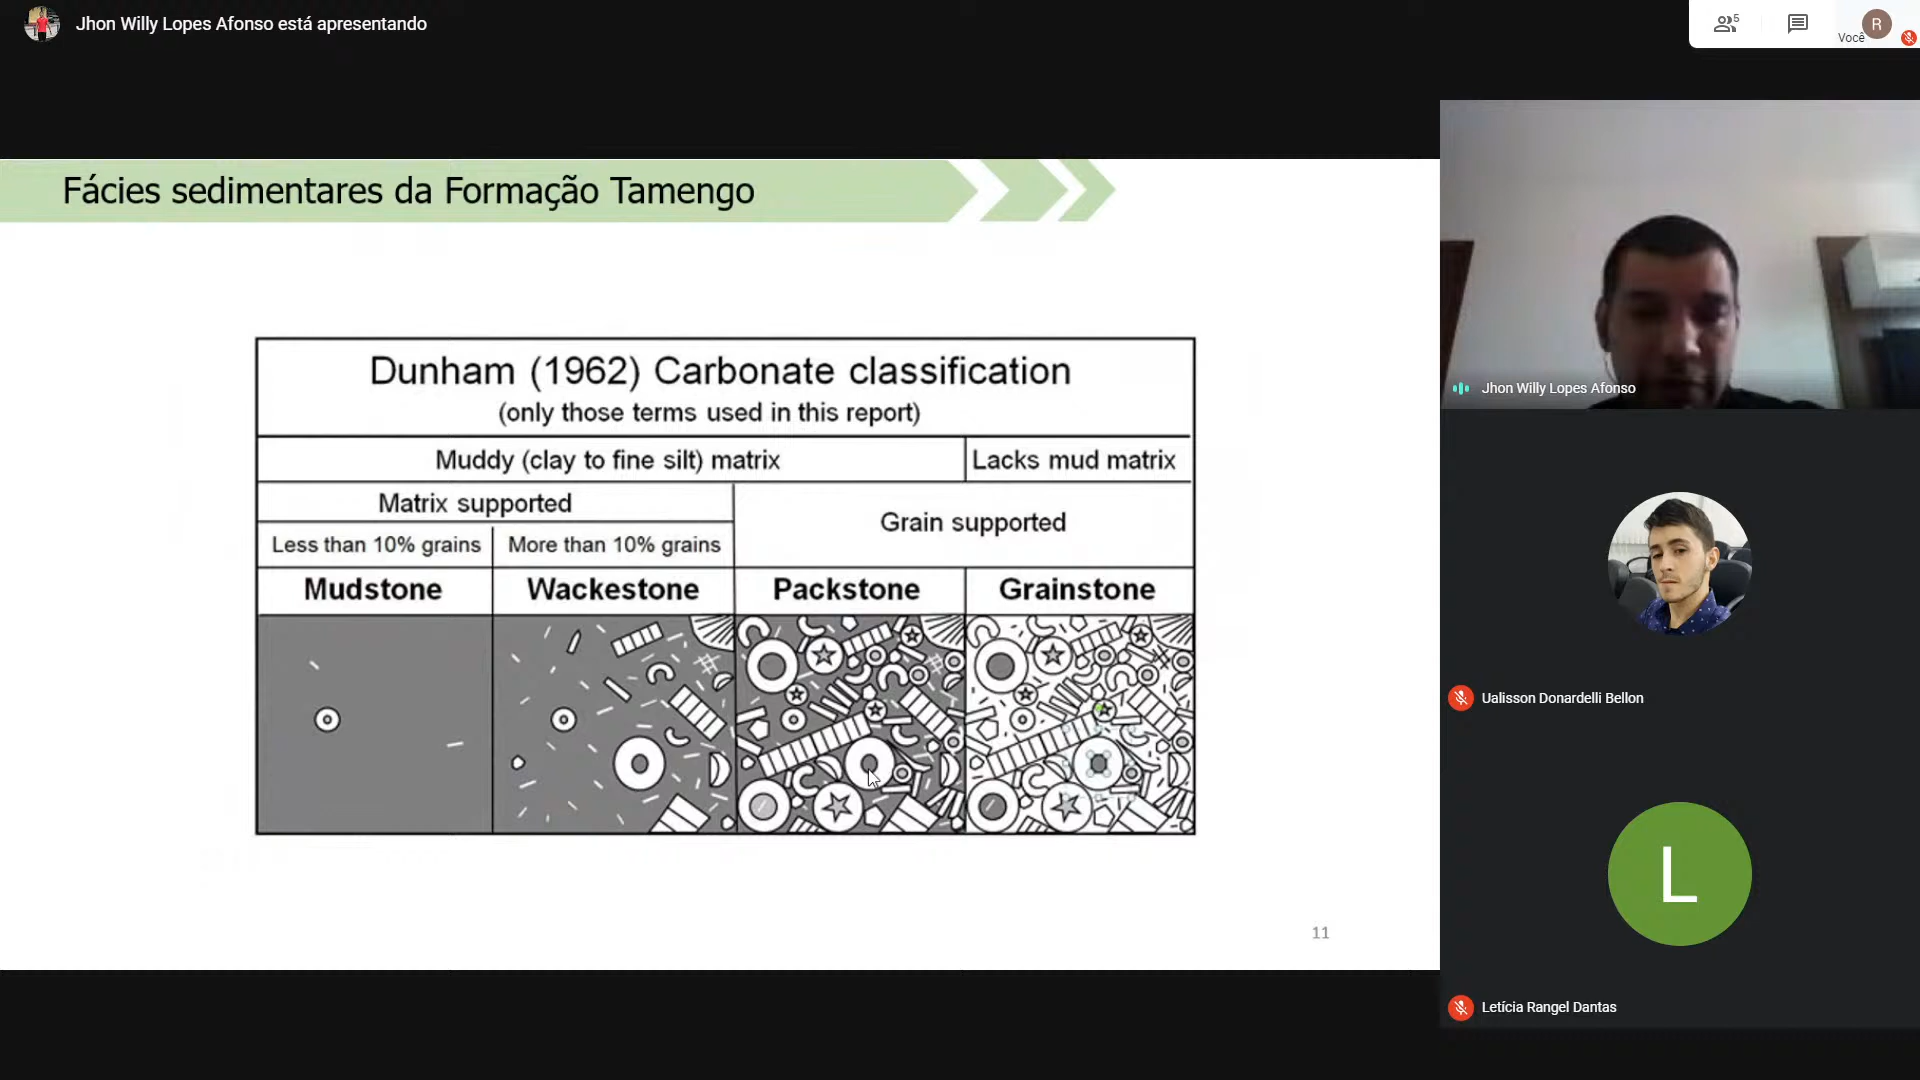 Jhon Willy Lopes Afonso está apresentando
5
Você
R
Fácies sedimentares da Formação Tamengo
Dunham (1962) Carbonate classification
(only those terms used in this report)
Muddy (clay to fine silt) matrix
Lacks mud matrix
Matrix supported
Grain supported
Less than 10% grains
More than 10% grains
Mudstone
Wackestone
Packstone
Grainstone
11
Jhon Willy Lopes Afonso
Ualisson Donardelli Bellon
L
Letícia Rangel Dantas